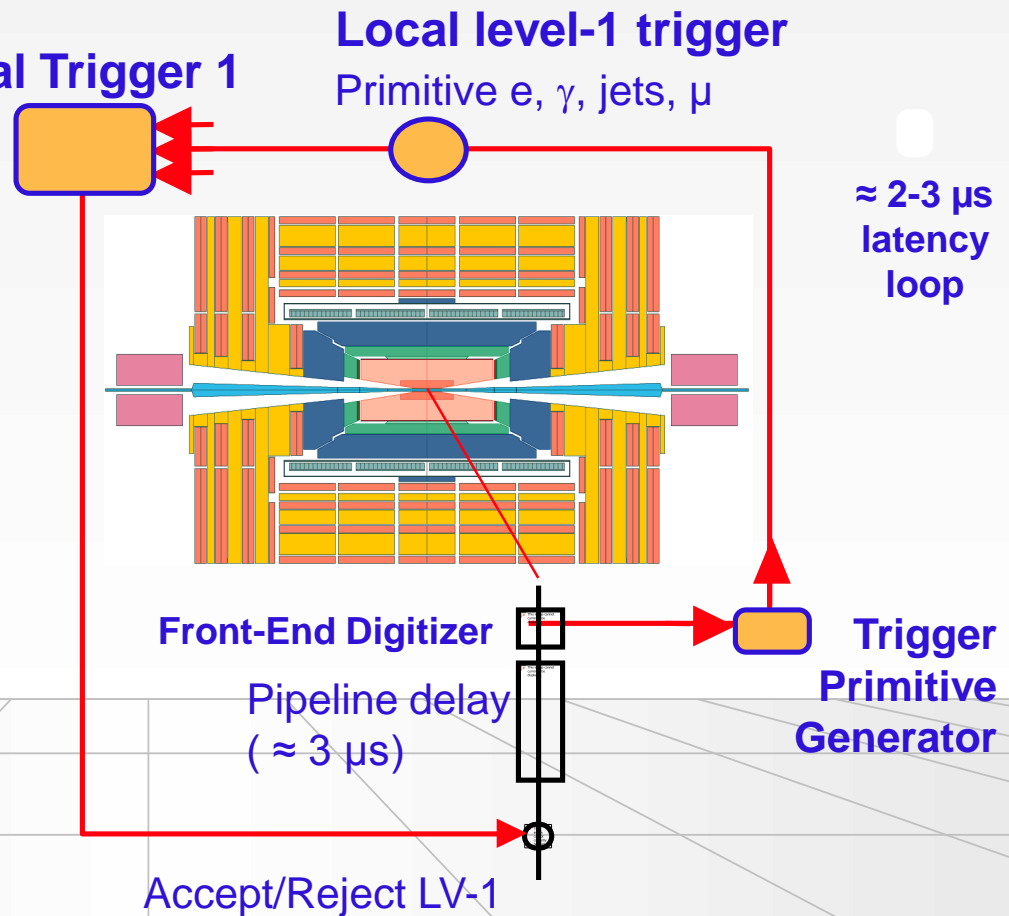 Local level-1 trigger
al Trigger 1
Primitive e, γ, jets, μ
≈ 2-3 µs
latency
loop
Front-End Digitizer
Trigger
Primitive
Generator
Pipeline delay
( ≈ 3 µs)
Accept/Reject LV-1